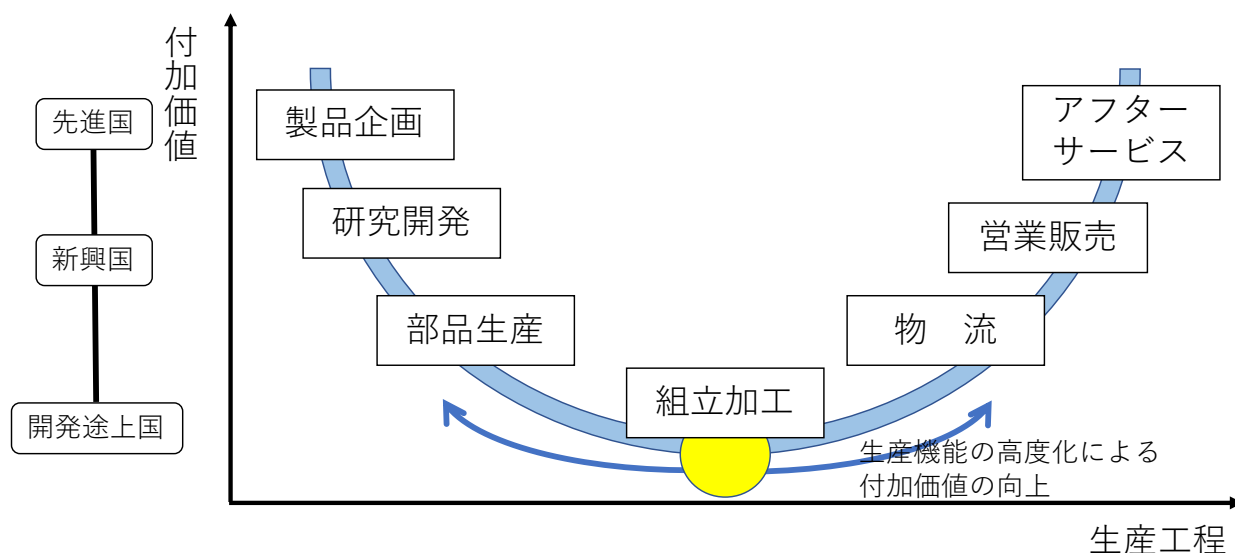 付加価値
先進国
新興国
開発途上国
製品企画
研究開発
部品生産
組立加工
物　流
営業販売
アフター
サービス
生産機能の高度化による
付加価値の向上
生産工程